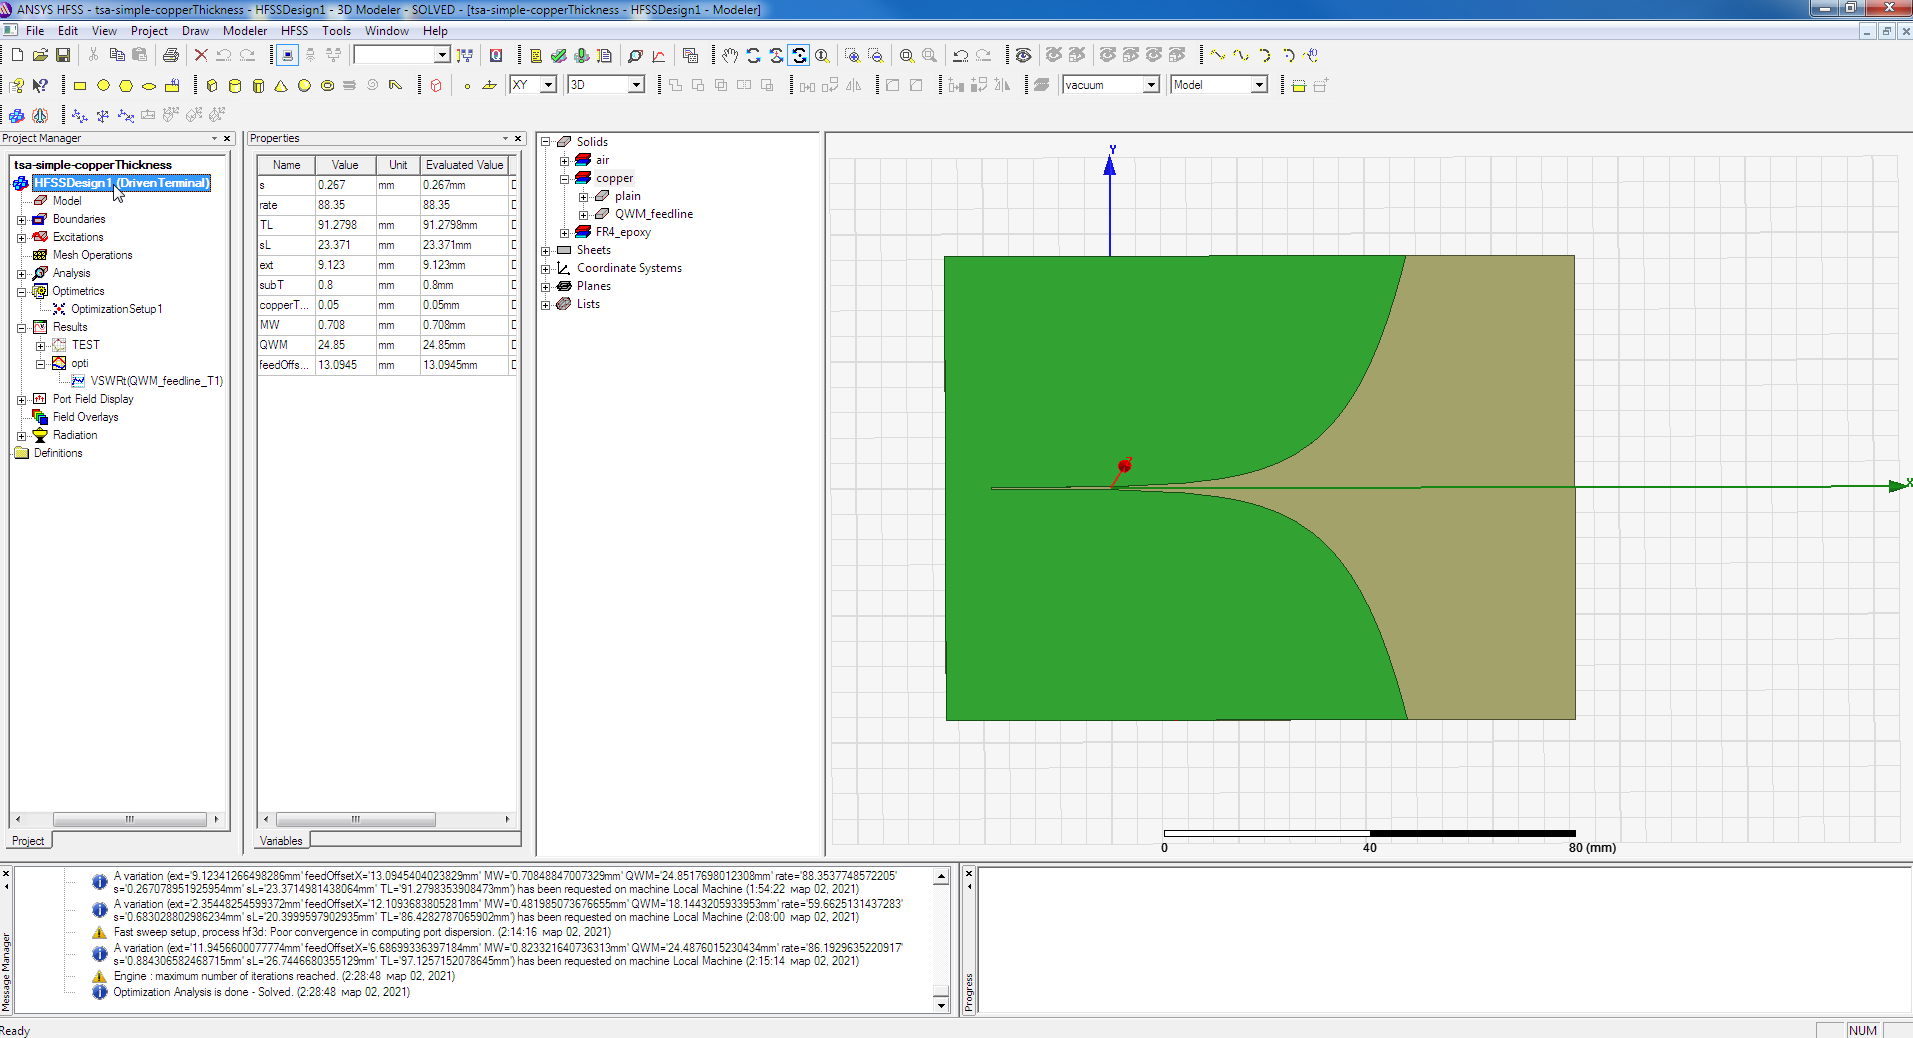 ANSYS HFSS - tsa-simple-copperThickness - HFSSDesign1 - 3D Modeler - SOLVED - [tsa-simple-copperThickness - HFSSDesign1 - Modeler]
File Edit View Project Draw Modeler HFSS Tools Window Help
XY 3D vacuum Model
Project Manager
tsa-simple-copperThickness
HFSSDesign1 (DrivenTerminal)
Model
Boundaries
Excitations
Mesh Operations
Analysis
Optimetrics
OptimizationSetup1
Results
TEST
opti
VSWRt(QWM_feedline_T1)
Port Field Display
Field Overlays
Radiation
Definitions
Project
Properties
Name Value Unit Evaluated Value
s 0.267 mm 0.267mm
rate 88.35 88.35
TL 91.2798 mm 91.2798mm
sL 23.371 mm 23.371mm
ext 9.123 mm 9.123mm
subT 0.8 mm 0.8mm
copperT... 0.05 mm 0.05mm
MW 0.708 mm 0.708mm
QWM 24.85 mm 24.85mm
feedOffs... 13.0945 mm 13.0945mm
Variables
Solids
air
copper
plain
QWM_feedline
FR4_epoxy
Sheets
Coordinate Systems
Planes
Lists
Y
X
0 40 80 (mm)
A variation (ext='9.12341266498286mm' feedOffsetX='13.0945404023829mm' MW='0.70848847007329mm' QWM='24.8517698012308mm' rate='88.3537748572205'
s='0.267078951925954mm' sL='23.3714981438064mm' TL='91.2798353908473mm') has been requested on machine Local Machine (1:54:22 мар 02, 2021)
A variation (ext='2.35448254599372mm' feedOffsetX='12.1093683805281mm' MW='0.481985073676655mm' QWM='18.1443205933953mm' rate='59.6625131437283'
s='0.683028802986234mm' sL='20.3999597902935mm' TL='86.4282787065902mm') has been requested on machine Local Machine (2:08:00 мар 02, 2021)
Fast sweep setup, process hf3d: Poor convergence in computing port dispersion. (2:14:16 мар 02, 2021)
A variation (ext='11.9456600077774mm' feedOffsetX='6.68699336397184mm' MW='0.823321640736313mm' QWM='24.4876015230434mm' rate='86.1929635220917'
s='0.884306582468715mm' sL='26.7446680355129mm' TL='97.1257152078645mm') has been requested on machine Local Machine (2:15:14 мар 02, 2021)
Engine : maximum number of iterations reached. (2:28:48 мар 02, 2021)
Optimization Analysis is done - Solved. (2:28:48 мар 02, 2021)
Message Manager
Progress
Ready
NUM